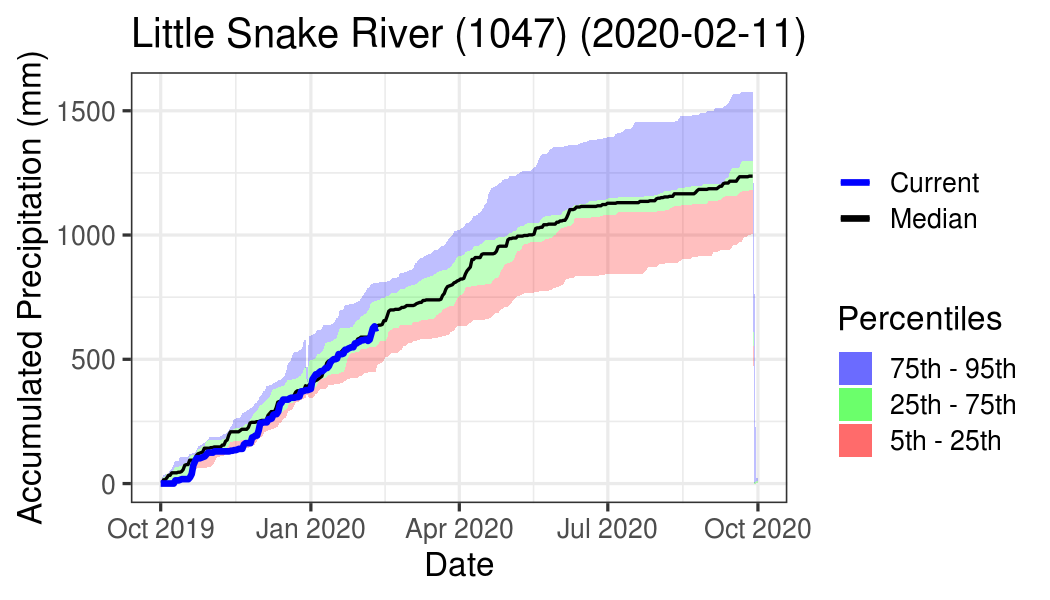 Little Snake River (1047) (2020-02-11)
Accumulated Precipitation (mm)
1500
1000
500
0
Oct 2019
Jan 2020
Apr 2020
Jul 2020
Oct 2020
Date
Current
Median
Percentiles
75th - 95th
25th - 75th
5th - 25th